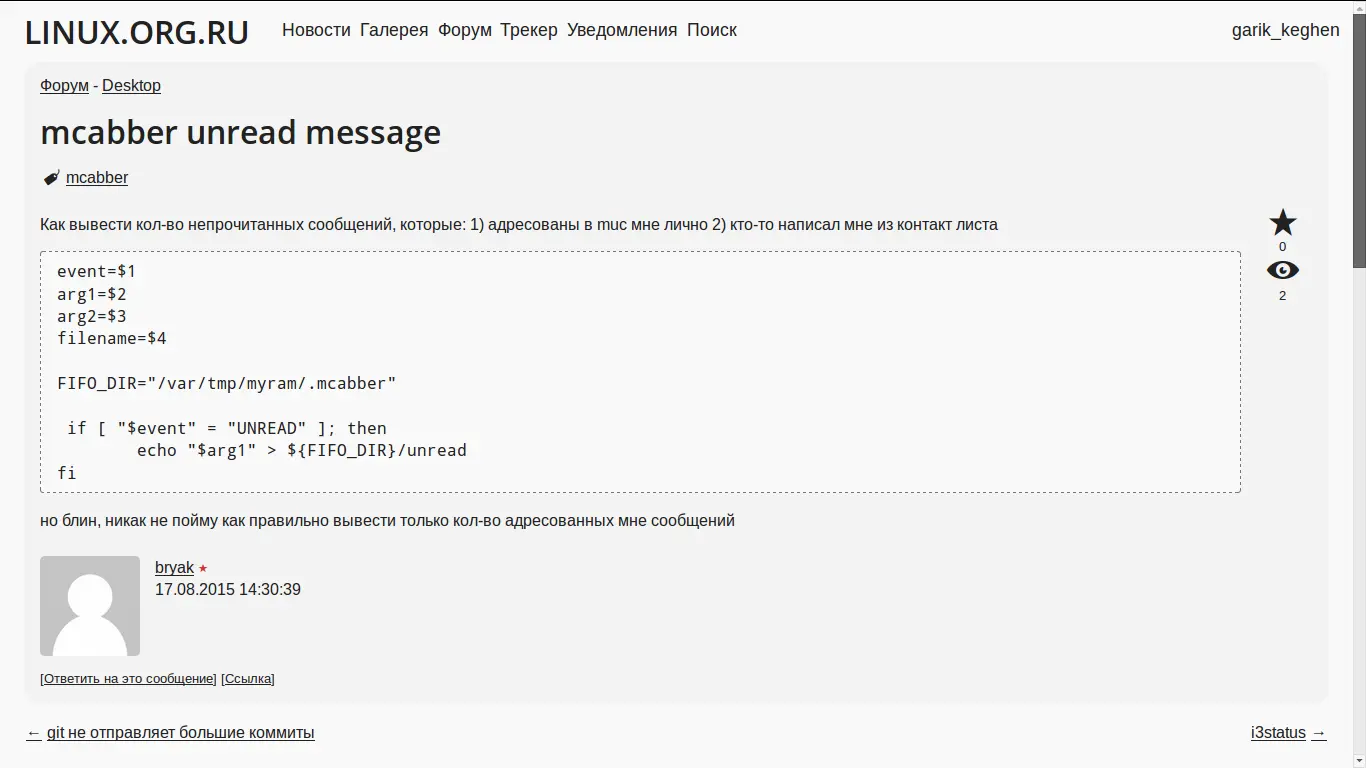 LINUX.ORG.RU Новости Галерея Форум Трекер Уведомления Поиск garik_keghen
Форум - Desktop
mcabber unread message
mcabber
Как вывести кол-во непрочитанных сообщений, которые: 1) адресованы в muc мне лично 2) кто-то написал мне из контакт листа
0
2
event=$1
arg1=$2
arg2=$3
filename=$4
FIFO_DIR="/var/tmp/myram/.mcabber"
if [ "$event" = "UNREAD" ]; then
echo "$arg1" > ${FIFO_DIR}/unread
fi
но блин, никак не пойму как правильно вывести только кол-во адресованных мне сообщений
bryak ★
17.08.2015 14:30:39
[Ответить на это сообщение] [Ссылка]
← git не отправляет большие коммиты i3status →